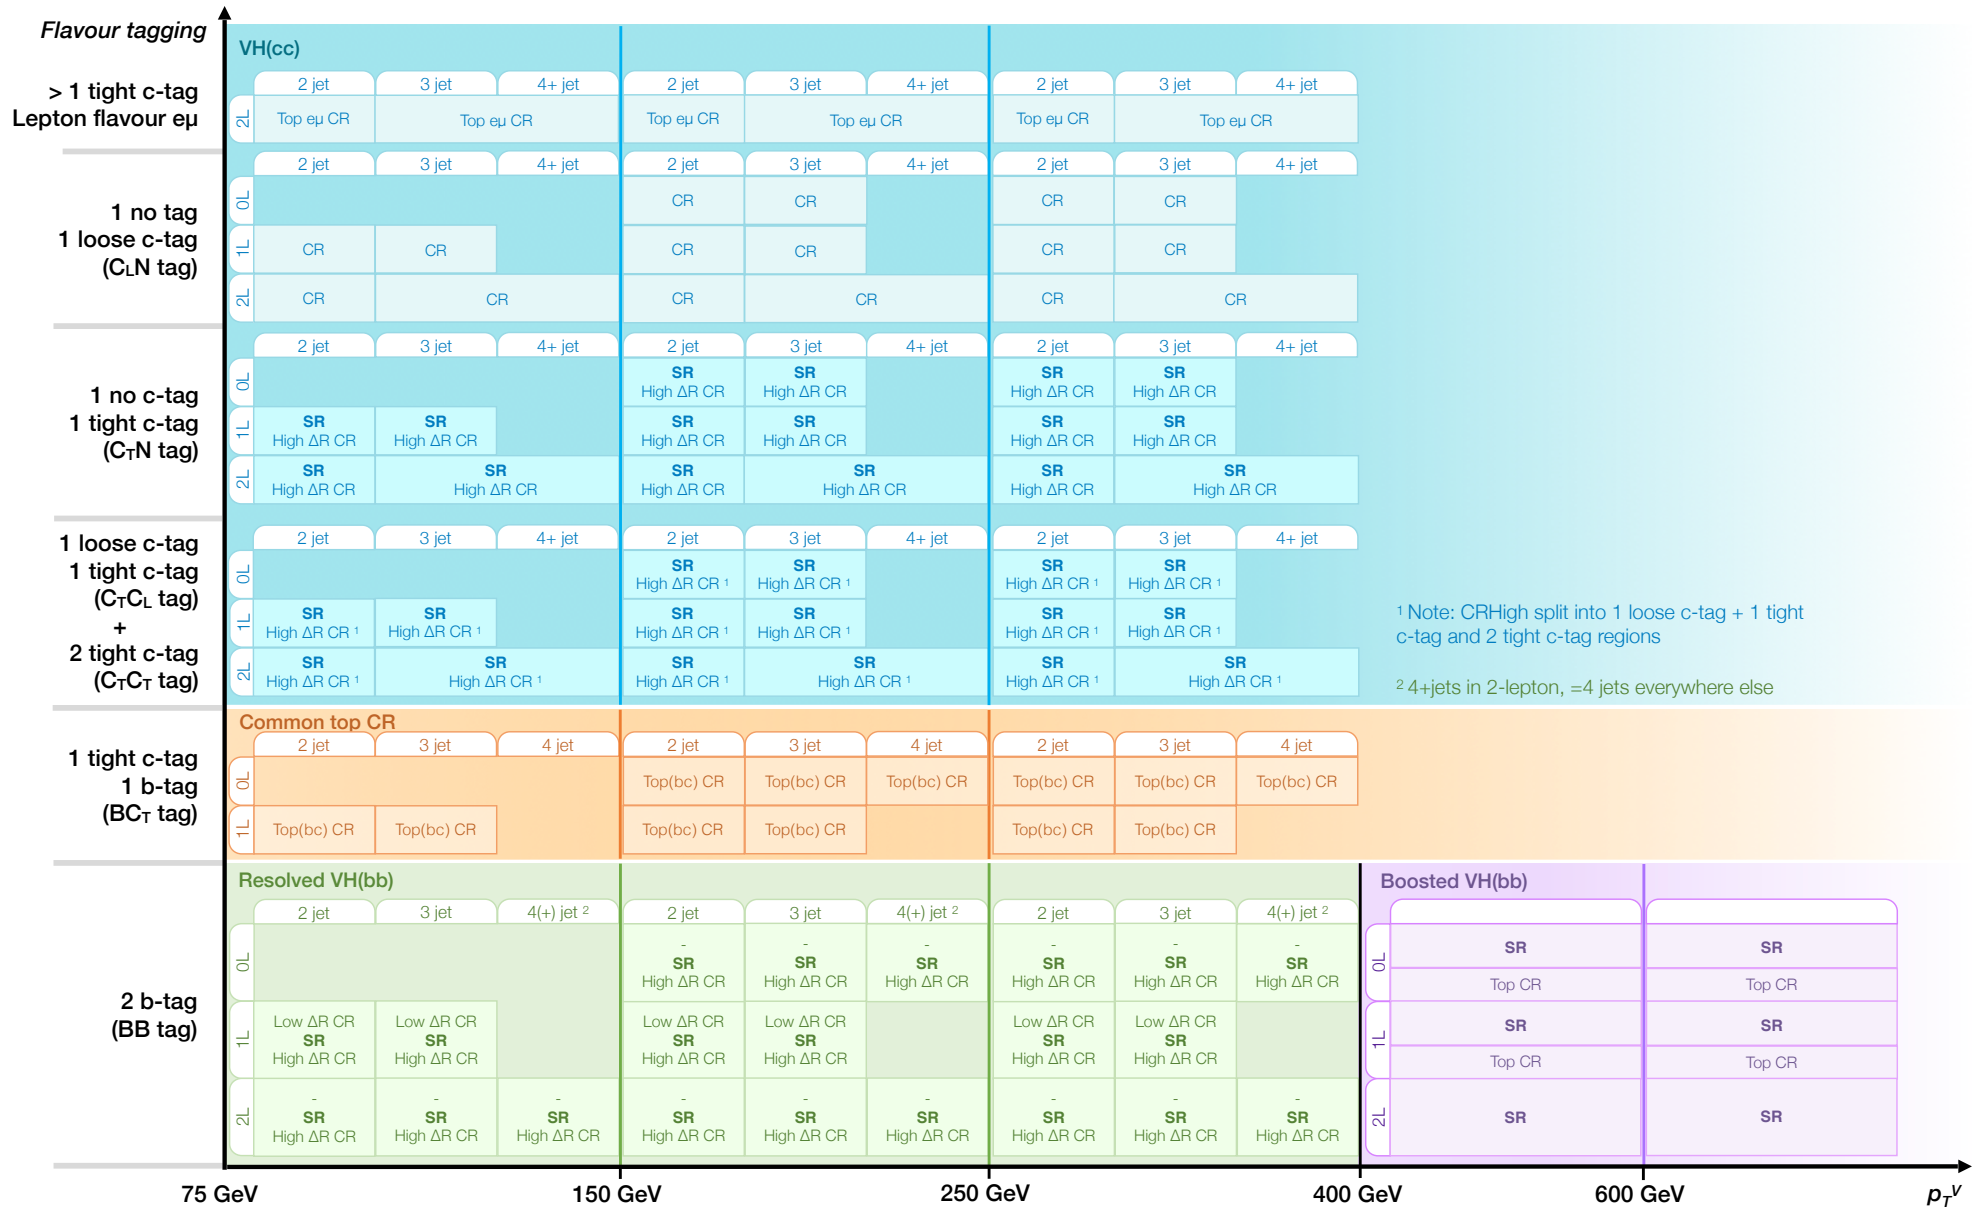 Flavour tagging
VH(cc)
> 1 tight c-tag
Lepton flavour eμ
2 jet 3 jet 4+ jet 2 jet 3 jet 4+ jet 2 jet 3 jet 4+ jet
2L Top eμ CR Top eμ CR Top eμ CR Top eμ CR Top eμ CR Top eμ CR
1 no tag
1 loose c-tag
(CLN tag)
2 jet 3 jet 4+ jet 2 jet 3 jet 4+ jet 2 jet 3 jet 4+ jet
0L CR CR CR CR
1L CR CR CR CR CR CR
2L CR CR CR CR CR CR
1 no c-tag
1 tight c-tag
(CTN tag)
2 jet 3 jet 4+ jet 2 jet 3 jet 4+ jet 2 jet 3 jet 4+ jet
0L SR SR SR SR
High ΔR CR High ΔR CR High ΔR CR High ΔR CR
1L SR SR SR SR SR SR
High ΔR CR High ΔR CR High ΔR CR High ΔR CR High ΔR CR High ΔR CR
2L SR SR SR SR SR SR
High ΔR CR High ΔR CR High ΔR CR High ΔR CR High ΔR CR High ΔR CR
1 loose c-tag
1 tight c-tag
(CTCL tag)
+
2 tight c-tag
(CTCT tag)
2 jet 3 jet 4+ jet 2 jet 3 jet 4+ jet 2 jet 3 jet 4+ jet
0L SR SR SR SR
High ΔR CR ¹ High ΔR CR ¹ High ΔR CR ¹ High ΔR CR ¹
1L SR SR SR SR SR SR
High ΔR CR ¹ High ΔR CR ¹ High ΔR CR ¹ High ΔR CR ¹ High ΔR CR ¹ High ΔR CR ¹
2L SR SR SR SR SR SR
High ΔR CR ¹ High ΔR CR ¹ High ΔR CR ¹ High ΔR CR ¹ High ΔR CR ¹ High ΔR CR ¹
¹ Note: CRHigh split into 1 loose c-tag + 1 tight
c-tag and 2 tight c-tag regions
² 4+jets in 2-lepton, =4 jets everywhere else
Common top CR
1 tight c-tag
1 b-tag
(BCT tag)
2 jet 3 jet 4 jet 2 jet 3 jet 4 jet 2 jet 3 jet 4 jet
0L Top(bc) CR Top(bc) CR Top(bc) CR Top(bc) CR Top(bc) CR Top(bc) CR
1L Top(bc) CR Top(bc) CR Top(bc) CR Top(bc) CR Top(bc) CR Top(bc) CR
Resolved VH(bb)
2 b-tag
(BB tag)
2 jet 3 jet 4(+) jet ² 2 jet 3 jet 4(+) jet ² 2 jet 3 jet 4(+) jet ²
0L - - - - - -
SR SR SR SR SR SR
High ΔR CR High ΔR CR High ΔR CR High ΔR CR High ΔR CR High ΔR CR
1L Low ΔR CR Low ΔR CR Low ΔR CR Low ΔR CR Low ΔR CR Low ΔR CR
SR SR SR SR SR SR
High ΔR CR High ΔR CR High ΔR CR High ΔR CR High ΔR CR High ΔR CR
2L - - - - - - - - -
SR SR SR SR SR SR SR SR SR
High ΔR CR High ΔR CR High ΔR CR High ΔR CR High ΔR CR High ΔR CR High ΔR CR High ΔR CR High ΔR CR
Boosted VH(bb)
0L SR SR
Top CR Top CR
1L SR SR
Top CR Top CR
2L SR SR
75 GeV 150 GeV 250 GeV 400 GeV 600 GeV pTV